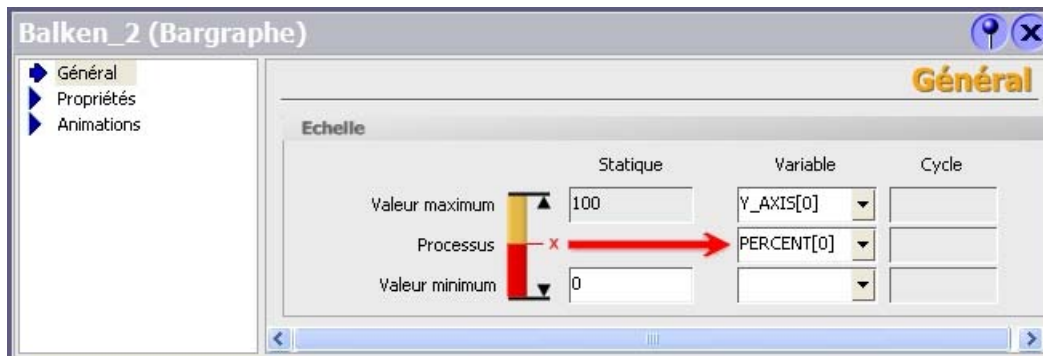 Balken_2 (Bargraphe)
Général
Propriétés
Animations
Général
Echelle
Statique Variable Cycle
Valeur maximum 100 Y_AXIS[0]
Processus x PERCENT[0]
Valeur minimum 0